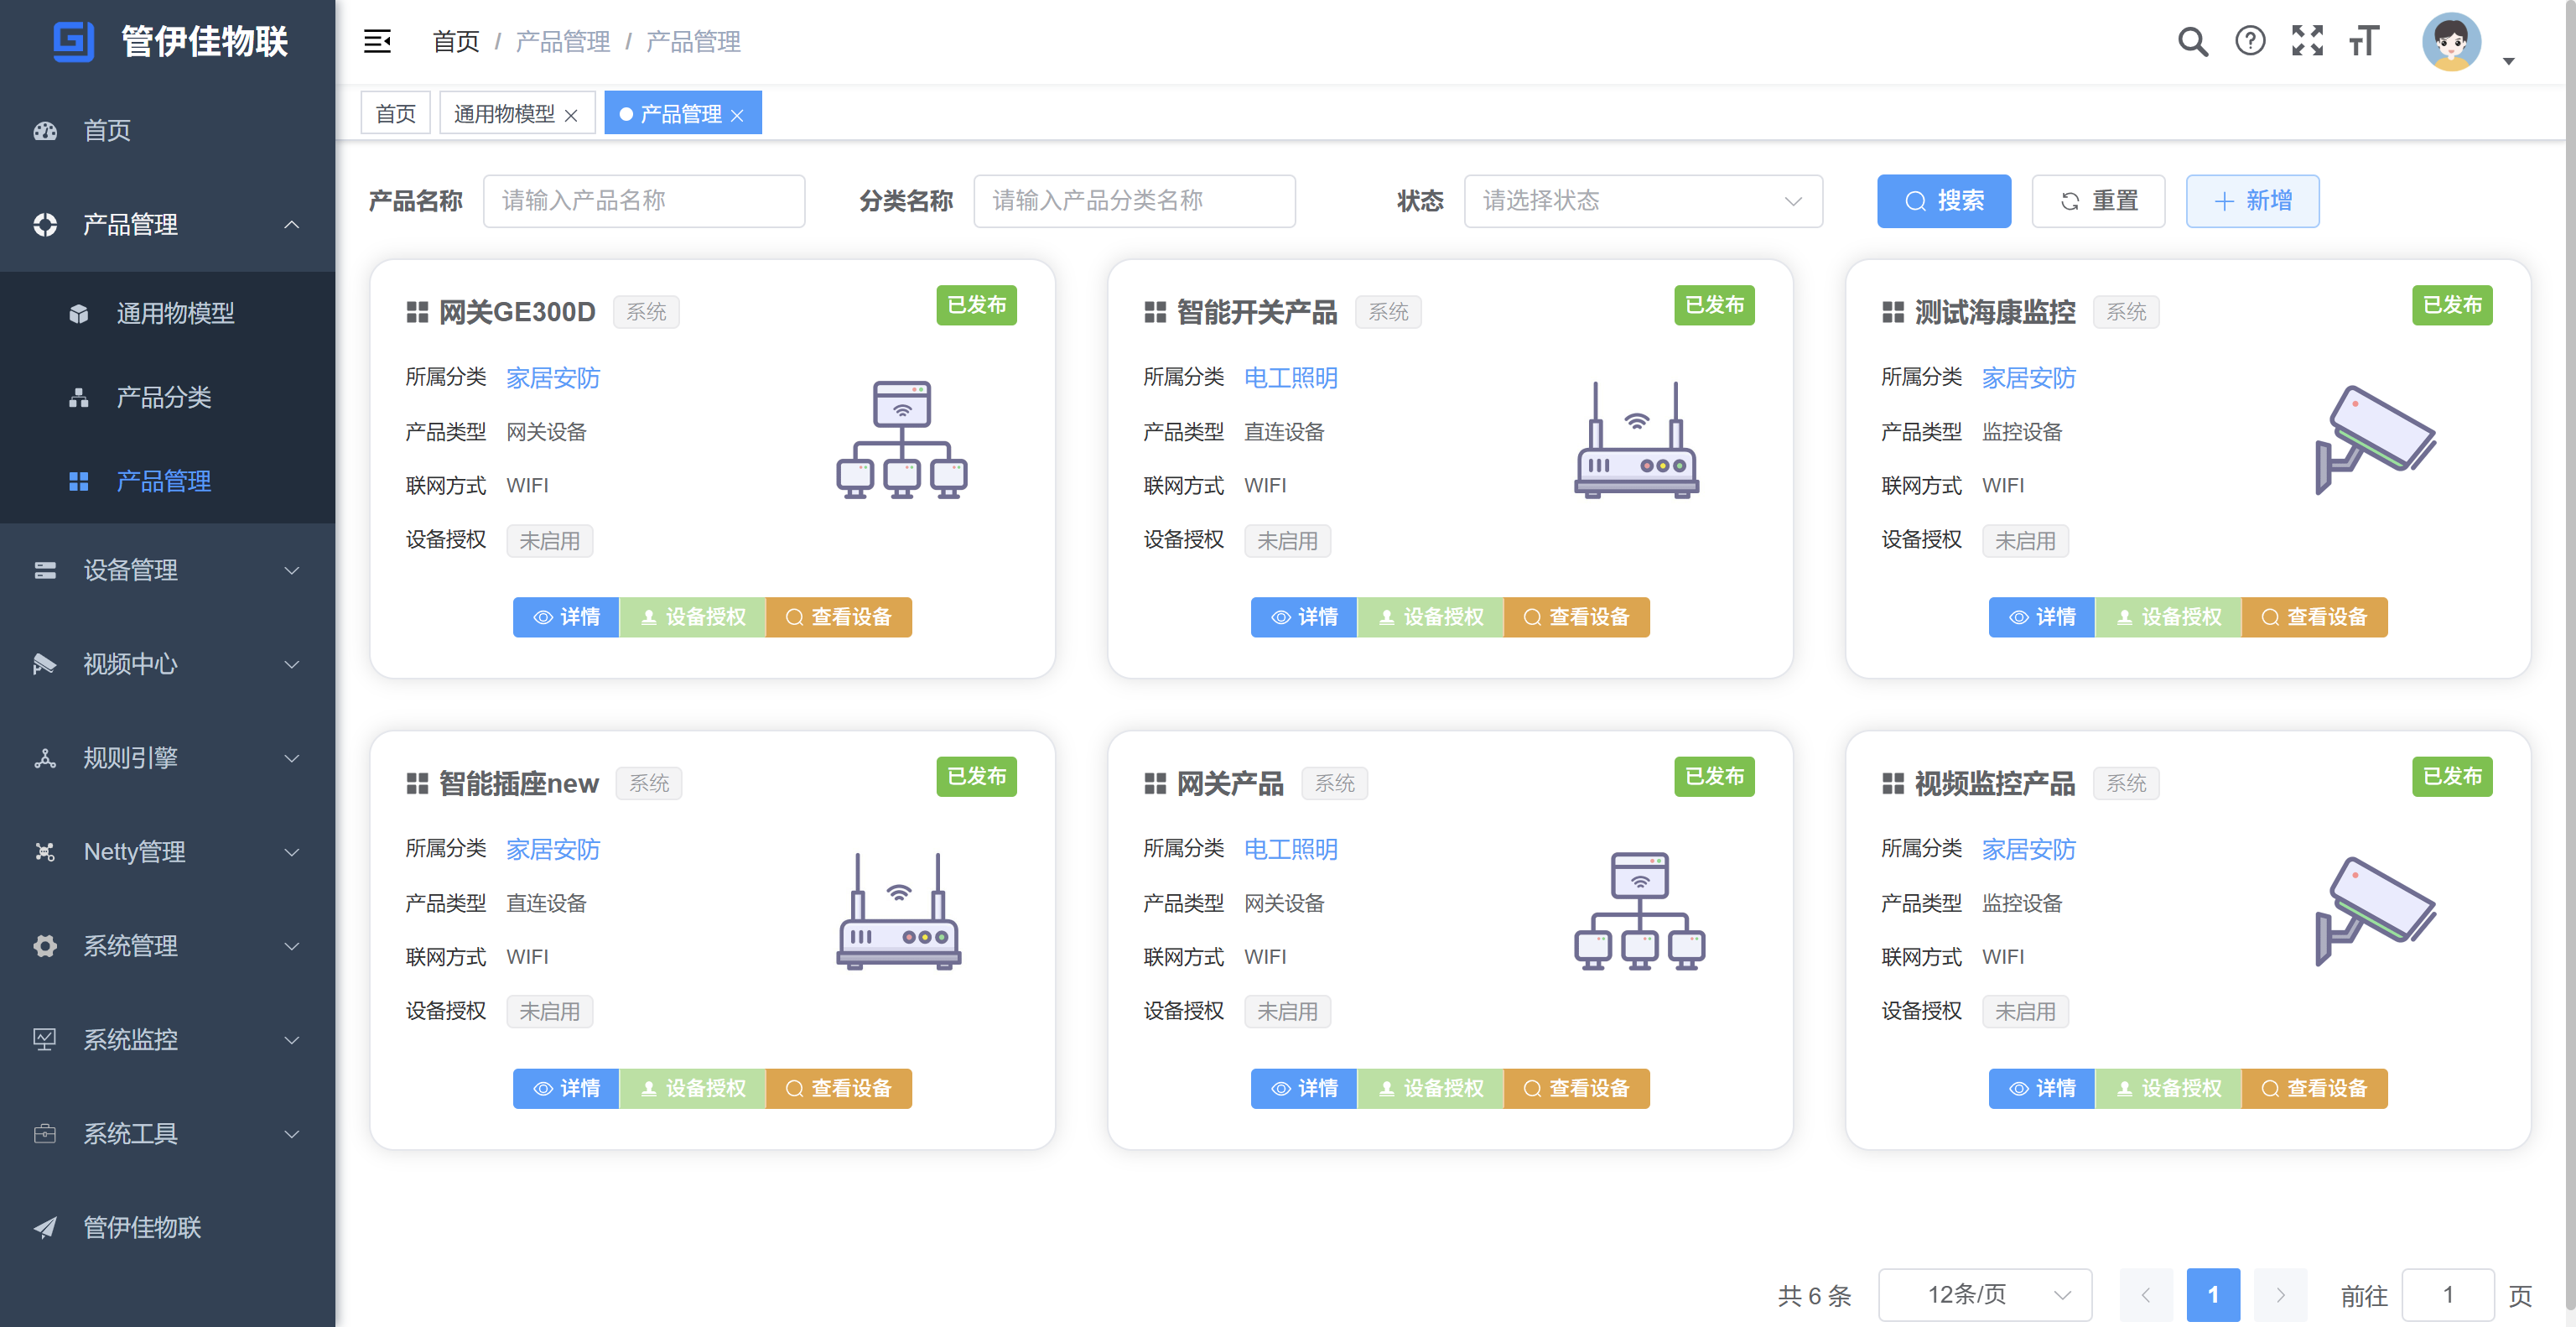 管伊佳物联
首页 / 产品管理 / 产品管理
首页
通用物模型
产品管理
首页
产品管理
通用物模型
产品分类
产品管理
设备管理
视频中心
规则引擎
Netty管理
系统管理
系统监控
系统工具
管伊佳物联
产品名称 请输入产品名称 分类名称 请输入产品分类名称 状态 请选择状态 搜索 重置 新增
网关GE300D 系统 已发布
所属分类 家居安防
产品类型 网关设备
联网方式 WIFI
设备授权 未启用
详情 设备授权 查看设备
智能开关产品 系统 已发布
所属分类 电工照明
产品类型 直连设备
联网方式 WIFI
设备授权 未启用
详情 设备授权 查看设备
测试海康监控 系统 已发布
所属分类 家居安防
产品类型 监控设备
联网方式 WIFI
设备授权 未启用
详情 设备授权 查看设备
智能插座new 系统 已发布
所属分类 家居安防
产品类型 直连设备
联网方式 WIFI
设备授权 未启用
详情 设备授权 查看设备
网关产品 系统 已发布
所属分类 电工照明
产品类型 网关设备
联网方式 WIFI
设备授权 未启用
详情 设备授权 查看设备
视频监控产品 系统 已发布
所属分类 家居安防
产品类型 监控设备
联网方式 WIFI
设备授权 未启用
详情 设备授权 查看设备
共 6 条 12条/页 1 前往 1 页